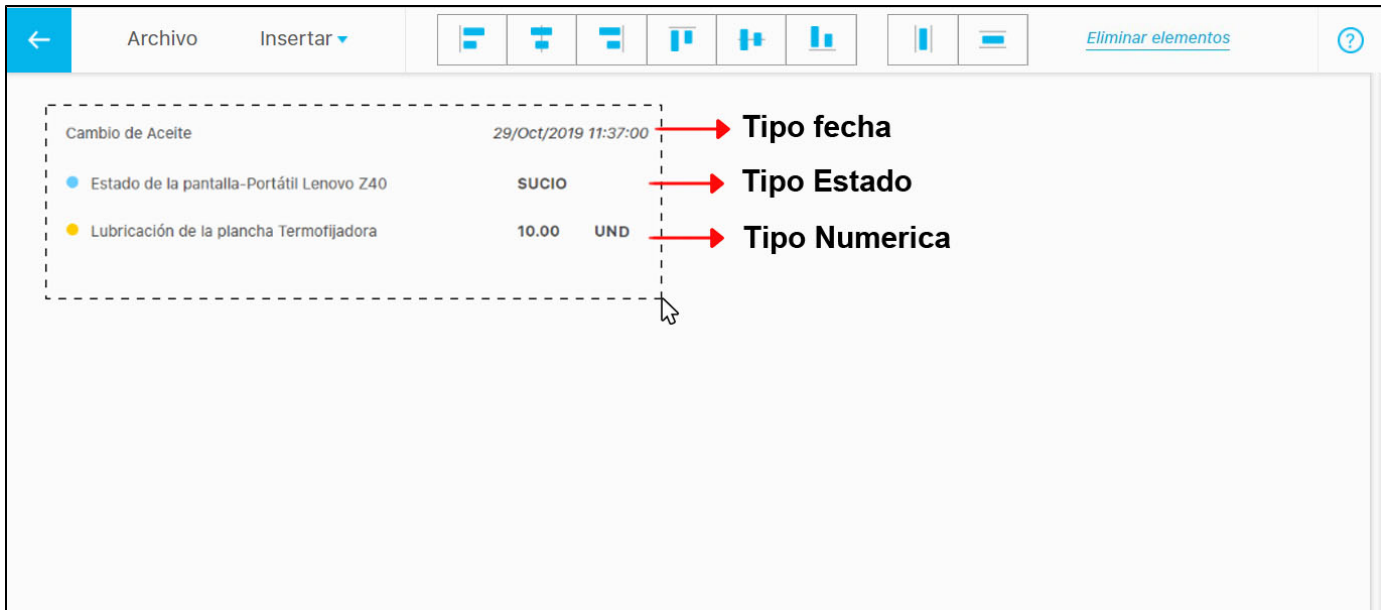 Archivo Insertar Eliminar elementos ?
Cambio de Aceite 29/Oct/2019 11:37:00 Tipo fecha
Estado de la pantalla-Portátil Lenovo Z40 SUCIO Tipo Estado
Lubricación de la plancha Termofijadora 10.00 UND Tipo Numerica